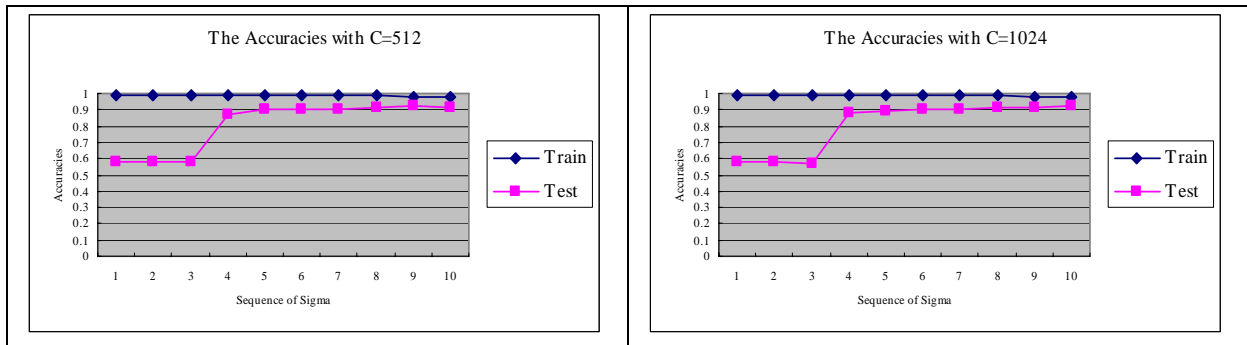 The Accuracies with C=512
1
0.9
0.8
0.7
0.6
0.5
0.4
0.3
0.2
0.1
0
Accuracies
1 2 3 4 5 6 7 8 9 10
Sequence of Sigma
Train
Test
The Accuracies with C=1024
1
0.9
0.8
0.7
0.6
0.5
0.4
0.3
0.2
0.1
0
Accuracies
1 2 3 4 5 6 7 8 9 10
Sequence of Sigma
Train
Test